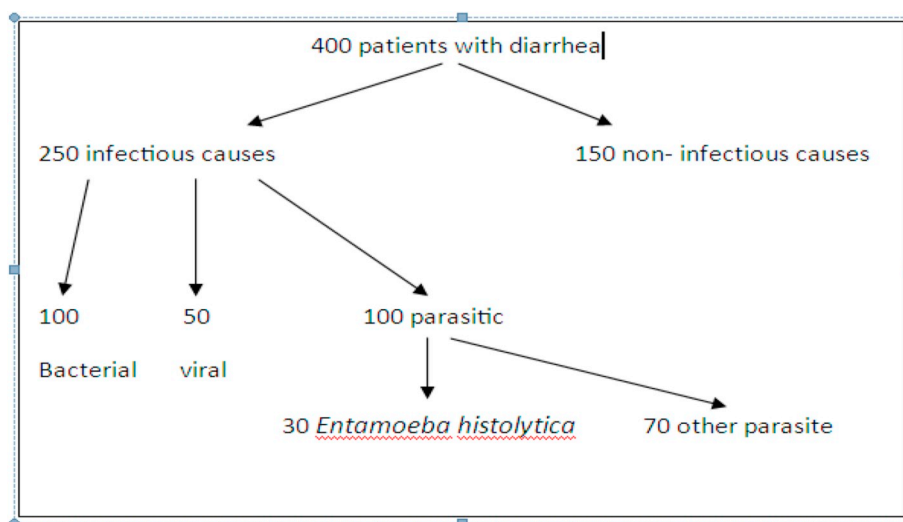 400 patients with diarrhea
250 infectious causes 150 non- infectious causes
100 50 100 parasitic
Bacterial viral
30 Entamoeba histolytica 70 other parasite